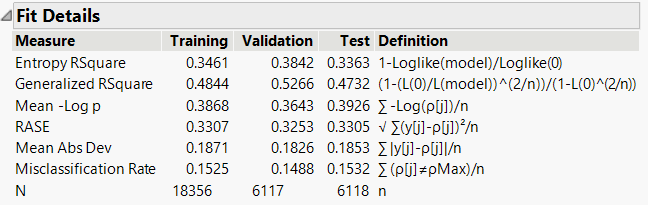 Fit Details
Measure Training Validation Test Definition
Entropy RSquare 0.3461 0.3842 0.3363 1-Loglike(model)/Loglike(0)
Generalized RSquare 0.4844 0.5266 0.4732 (1-(L(0)/L(model))^(2/n))/(1-L(0)^(2/n))
Mean -Log p 0.3868 0.3643 0.3926 ∑ -Log(ρ[j])/n
RASE 0.3307 0.3253 0.3305 √ ∑(y[j]-ρ[j])²/n
Mean Abs Dev 0.1871 0.1826 0.1853 ∑ |y[j]-ρ[j]|/n
Misclassification Rate 0.1525 0.1488 0.1532 ∑ (ρ[j]≠ρMax)/n
N 18356 6117 6118 n